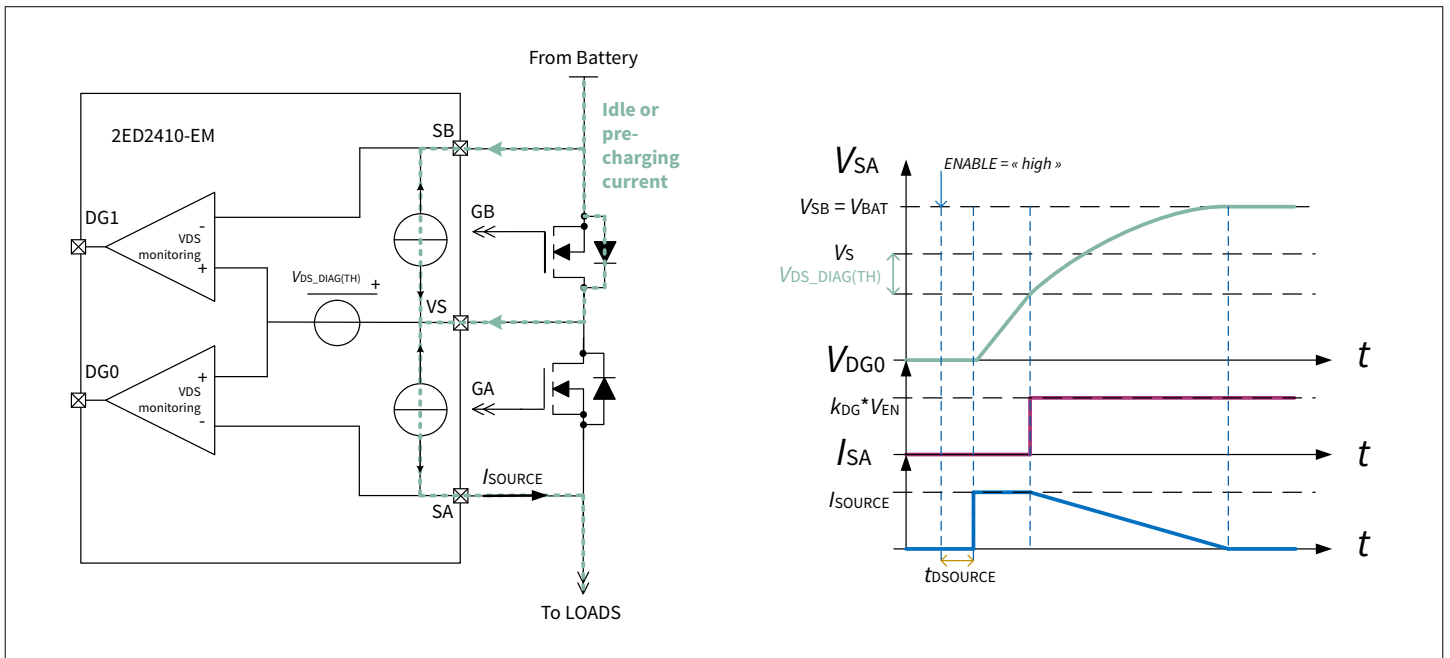 From Battery
Idle or
pre-
charging
current
2ED2410-EM
SB
DG1
-
VDS
monitoring
+
GB
VDS_DIAG(TH)
+
VS
DG0
+
VDS
monitoring
-
GA
ISOURCE
SA
To LOADS
VSA
ENABLE = « high »
VSB = VBAT
VS
VDS_DIAG(TH)
VDG0
t
kDG*VEN
ISA
t
ISOURCE
t
tDSOURCE